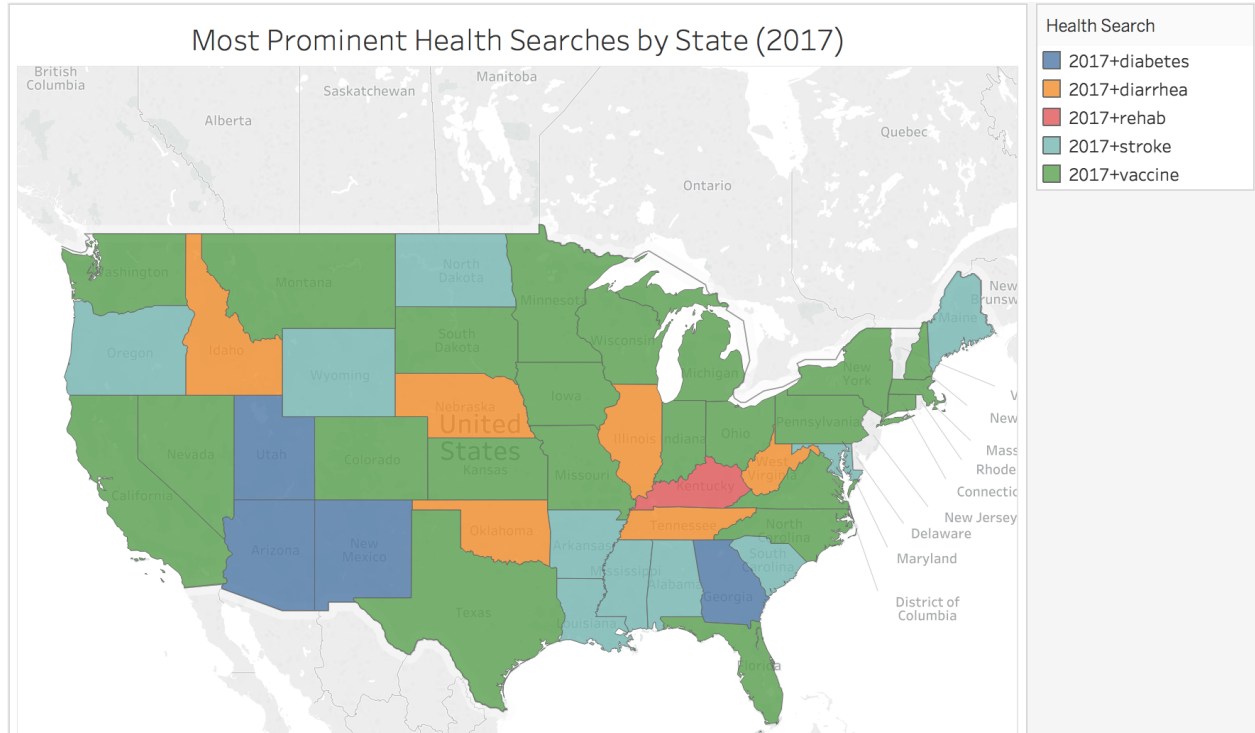 Most Prominent Health Searches by State (2017)
Health Search
2017+diabetes
2017+diarrhea
2017+rehab
2017+stroke
2017+vaccine
British
Columbia
Alberta
Saskatchewan
Manitoba
Ontario
Quebec
New
Brunsw
Washington
Montana
North
Dakota
Minnesot
Maine
Oregon
Idaho
Wyoming
South
Dakota
Wisconsin
Michigan
New
York
V
Nevada
Utah
Colorado
Nebraska
United
States
Kansas
Iowa
Illinois
Indiana
Ohio
Pennsylvania
New
Mass
Rhode
Connectic
New Jersey
Delaware
Maryland
District of
Columbia
California
Missouri
Kentucky
West
Virginia
Arizona
New
Mexico
Oklahoma
Arkansas
Tennessee
North
Carolina
South
Carolina
Mississippi
Alabama
Georgia
Texas
Louisiana
Florida